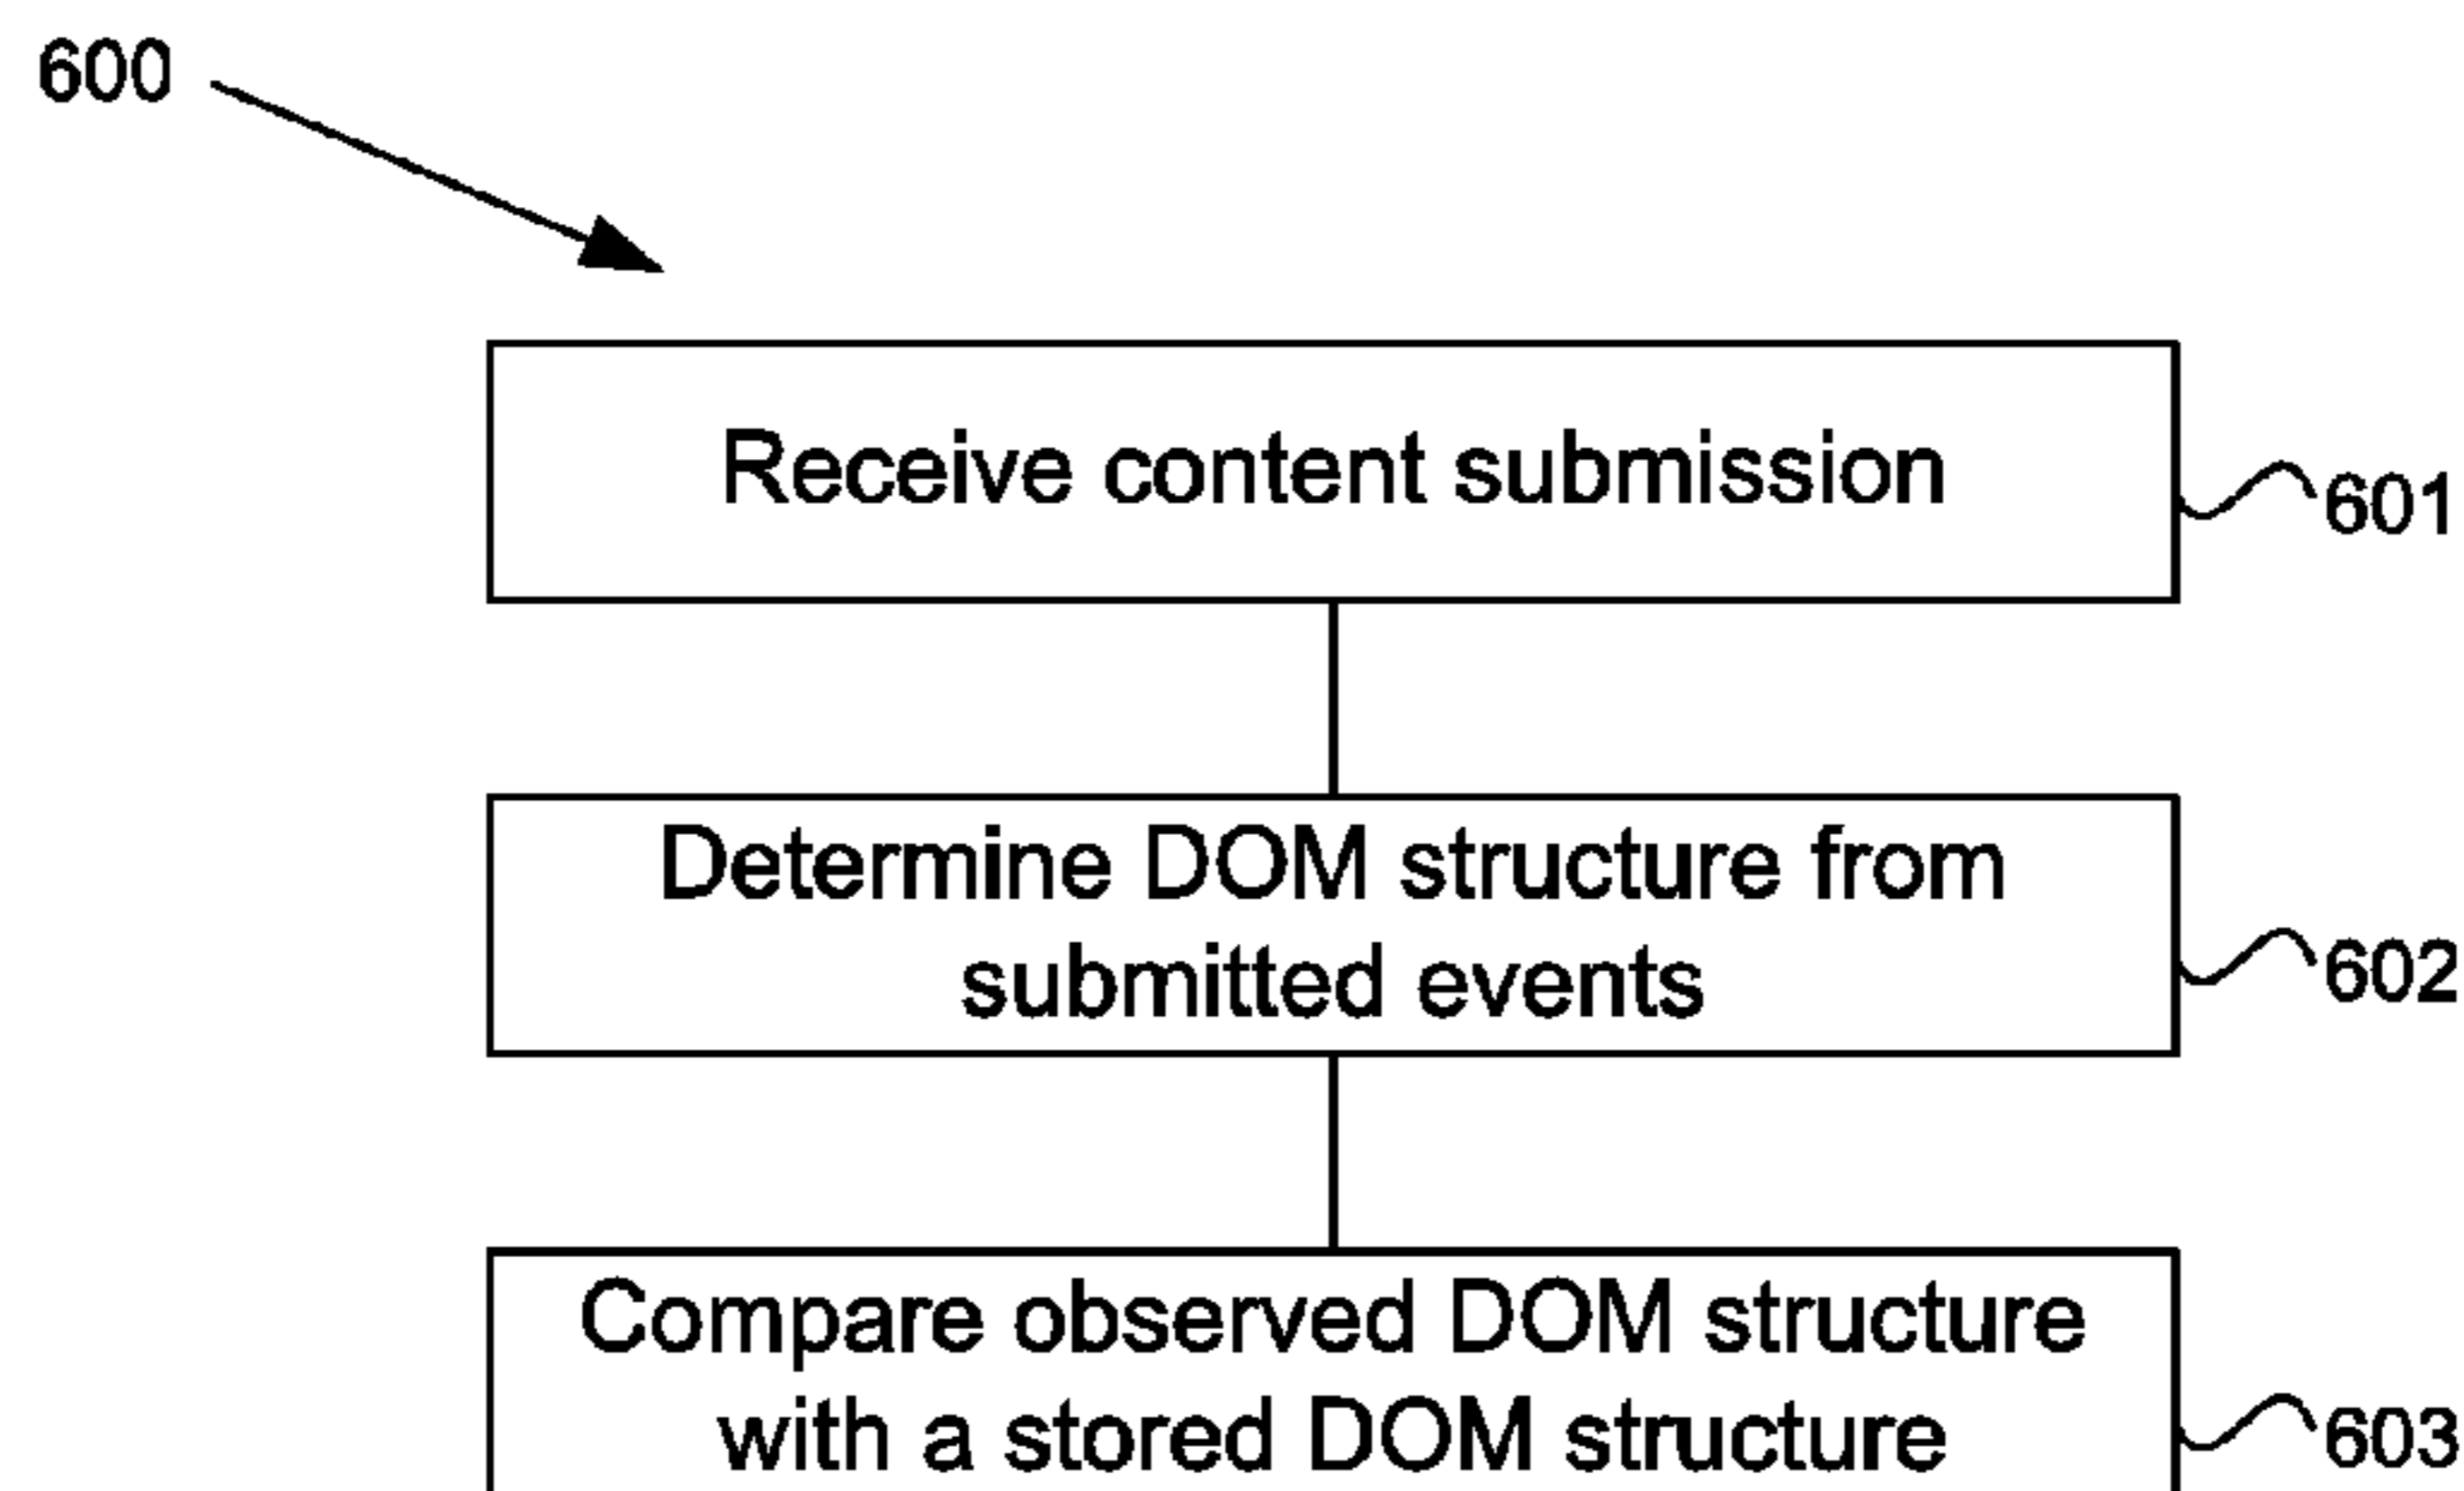 600
Receive content submission
601
Determine DOM structure from
submitted events
602
Compare observed DOM structure
with a stored DOM structure
603